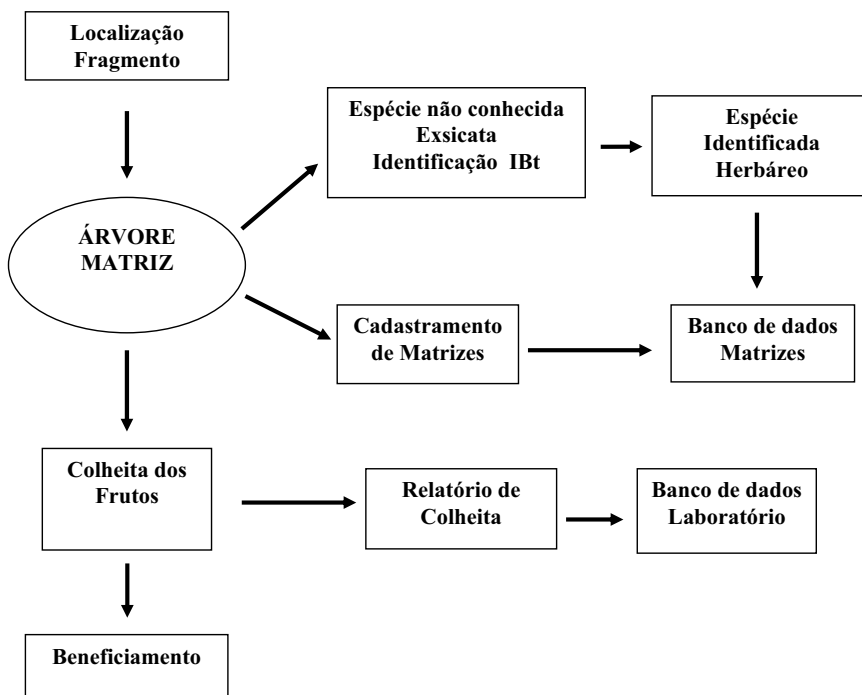 Localização
Fragmento
Espécie não conhecida
Exsicata
Identificação IBt
Espécie
Identificada
Herbáreo
ÁRVORE
MATRIZ
Cadastramento
de Matrizes
Banco de dados
Matrizes
Colheita dos
Frutos
Relatório de
Colheita
Banco de dados
Laboratório
Beneficiamento